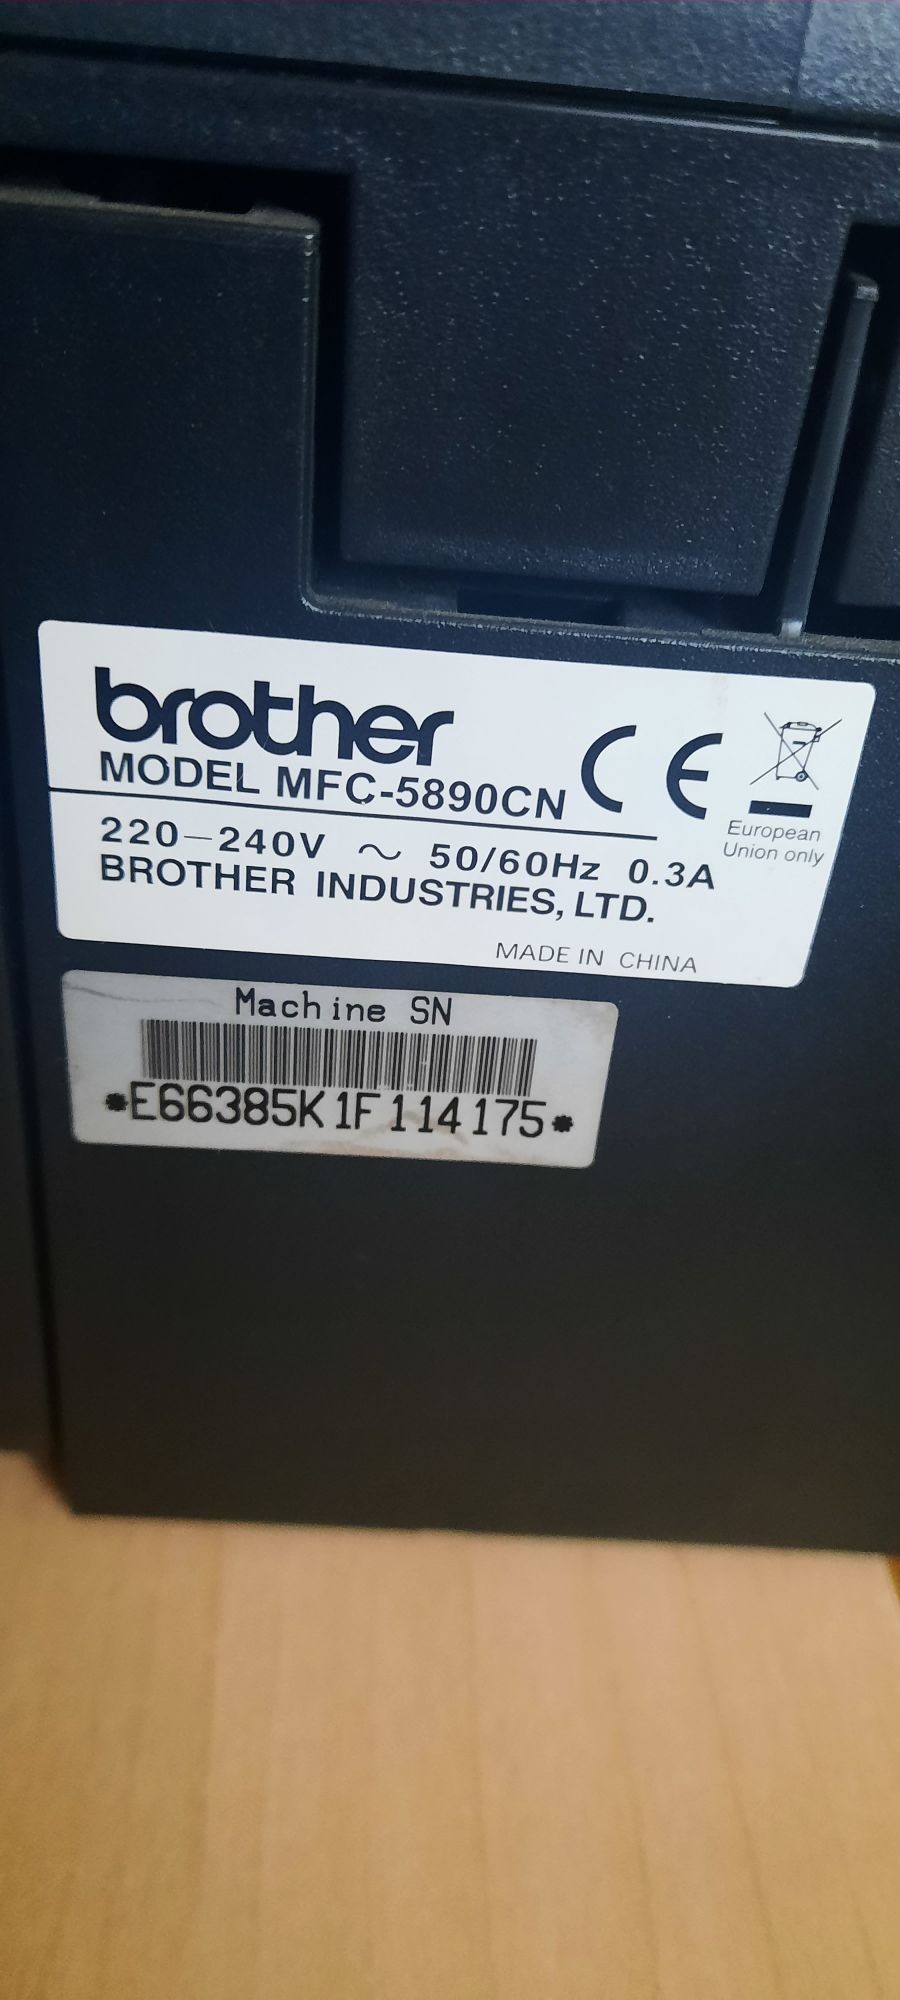 brother
MODEL MFC-5890CN
CE
220-240V ~ 50/60Hz 0.3A
BROTHER INDUSTRIES, LTD.
European
Union only
MADE IN CHINA
Machine SN
*E66385K1F114175*